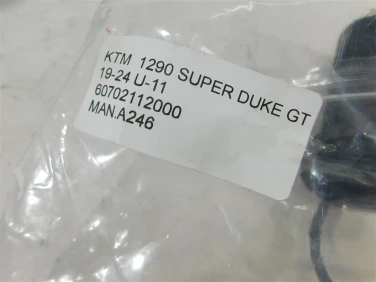 KTM 1290 SUPER DUKE GT
19-24 U-11
60702112000
MAN.A246